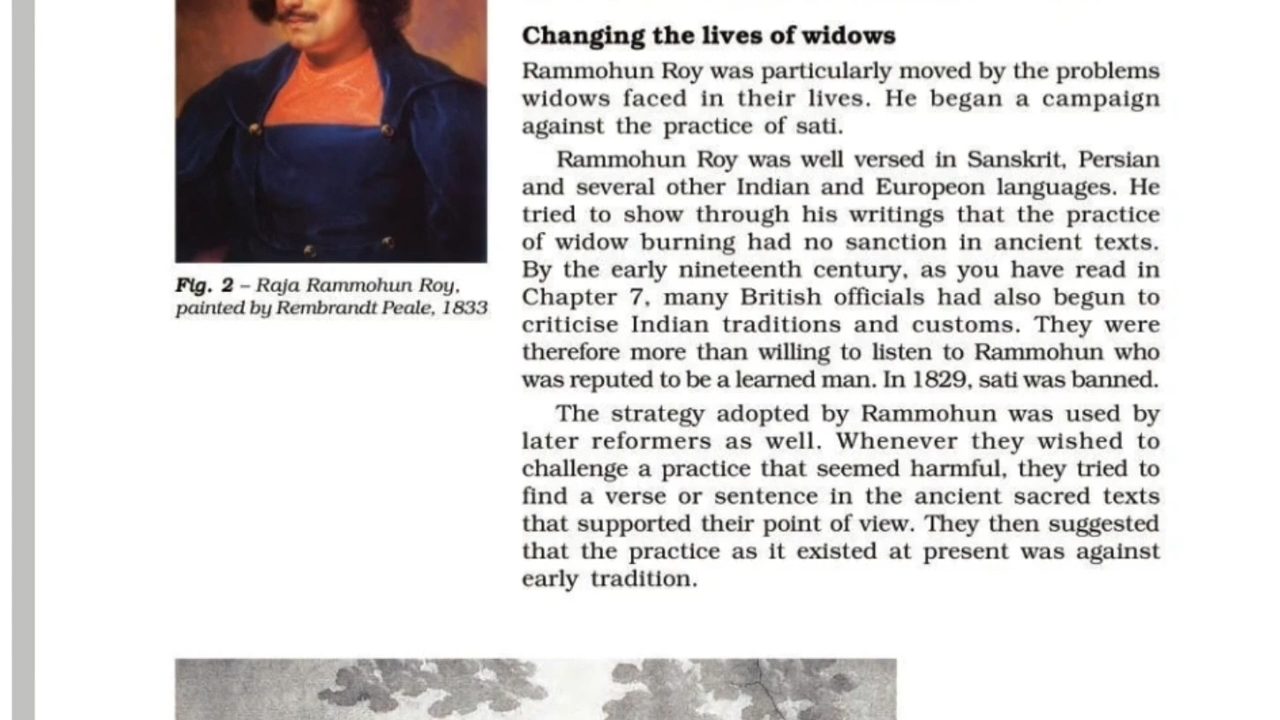 Changing the lives of widows
Rammohun Roy was particularly moved by the problems
widows faced in their lives. He began a campaign
against the practice of sati.
Rammohun Roy was well versed in Sanskrit, Persian
and several other Indian and Europeon languages. He
tried to show through his writings that the practice
of widow burning had no sanction in ancient texts.
By the early nineteenth century, as you have read in
Chapter 7, many British officials had also begun to
criticise Indian traditions and customs. They were
therefore more than willing to listen to Rammohun who
was reputed to be a learned man. In 1829, sati was banned.
The strategy adopted by Rammohun was used by
later reformers as well. Whenever they wished to
challenge a practice that seemed harmful, they tried to
find a verse or sentence in the ancient sacred texts
that supported their point of view. They then suggested
that the practice as it existed at present was against
early tradition.
Fig. 2 – Raja Rammohun Roy,
painted by Rembrandt Peale, 1833